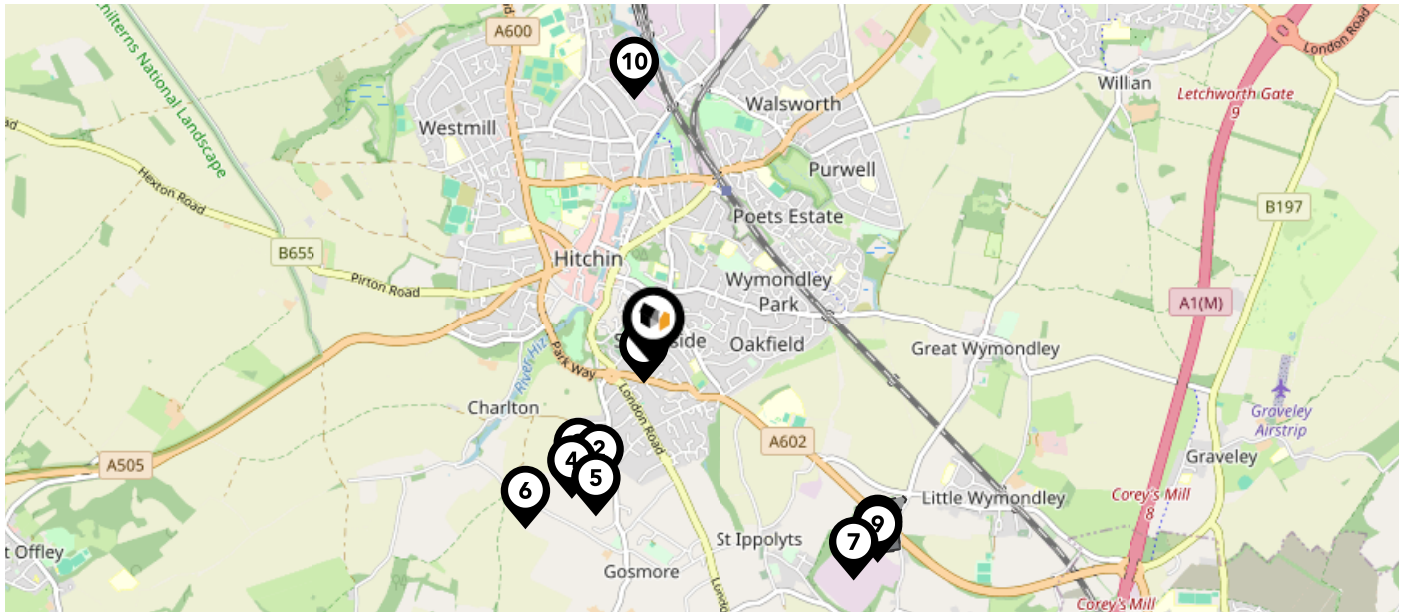 A600
10
Willan
London Road
Walsworth
Letchworth Gate
9
Westmill
Chilterns National Landscape
Purwell
Hexton Road
B197
Poets Estate
B655
Hitchin
Wymondley
Park
Pirton Road
A1(M)
Oakfield
Great Wymondley
River Hiz
Park Way
Charlton
London Road
Graveley
Airstrip
A602
2
4
5
6
A505
Graveley
Corey's Mill
8
Little Wymondley
9
7
St Ippolyts
t Offley
Gosmore
Corey's Mill